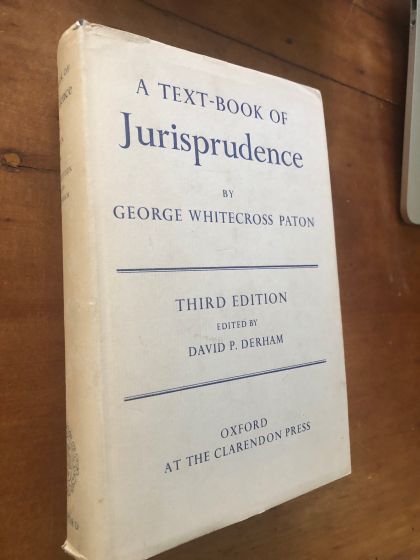 A TEXT-BOOK OF
Jurisprudence
BY
GEORGE WHITECROSS PATON
THIRD EDITION
EDITED BY
DAVID P. DERHAM
OXFORD
AT THE CLARENDON PRESS